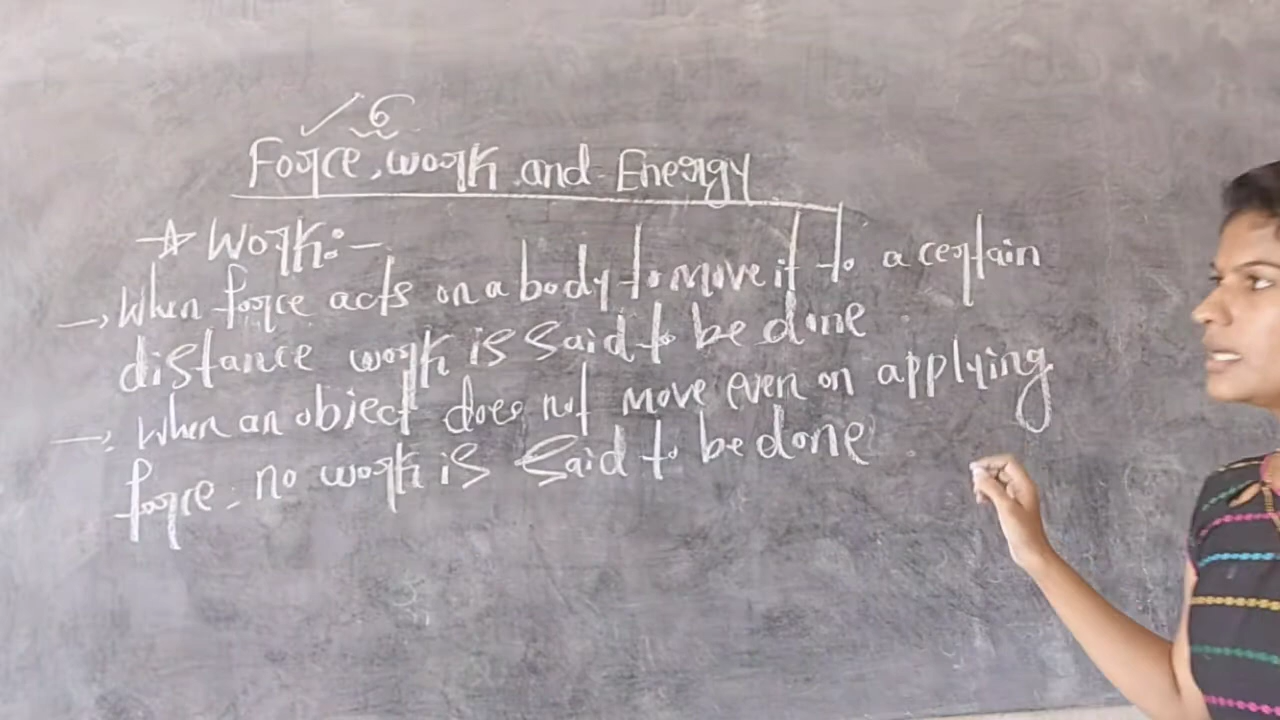 6
Force, work and Energy
☆ Work:-
→ When force acts on a body to move it to a certain
distance work is said to be done
→ When an object does not move even on applying
force, no work is said to be done